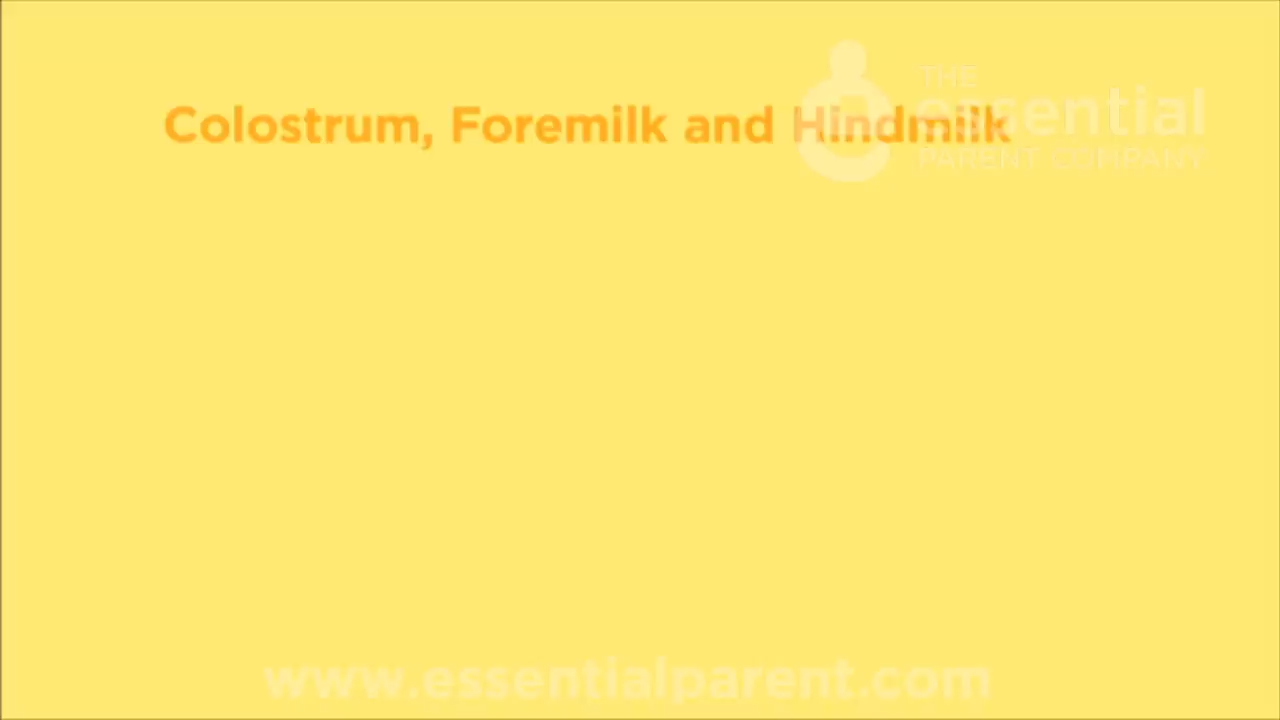 Colostrum, Foremilk and Hindmilk
THE
essential
PARENT COMPANY
www.essentialparent.com